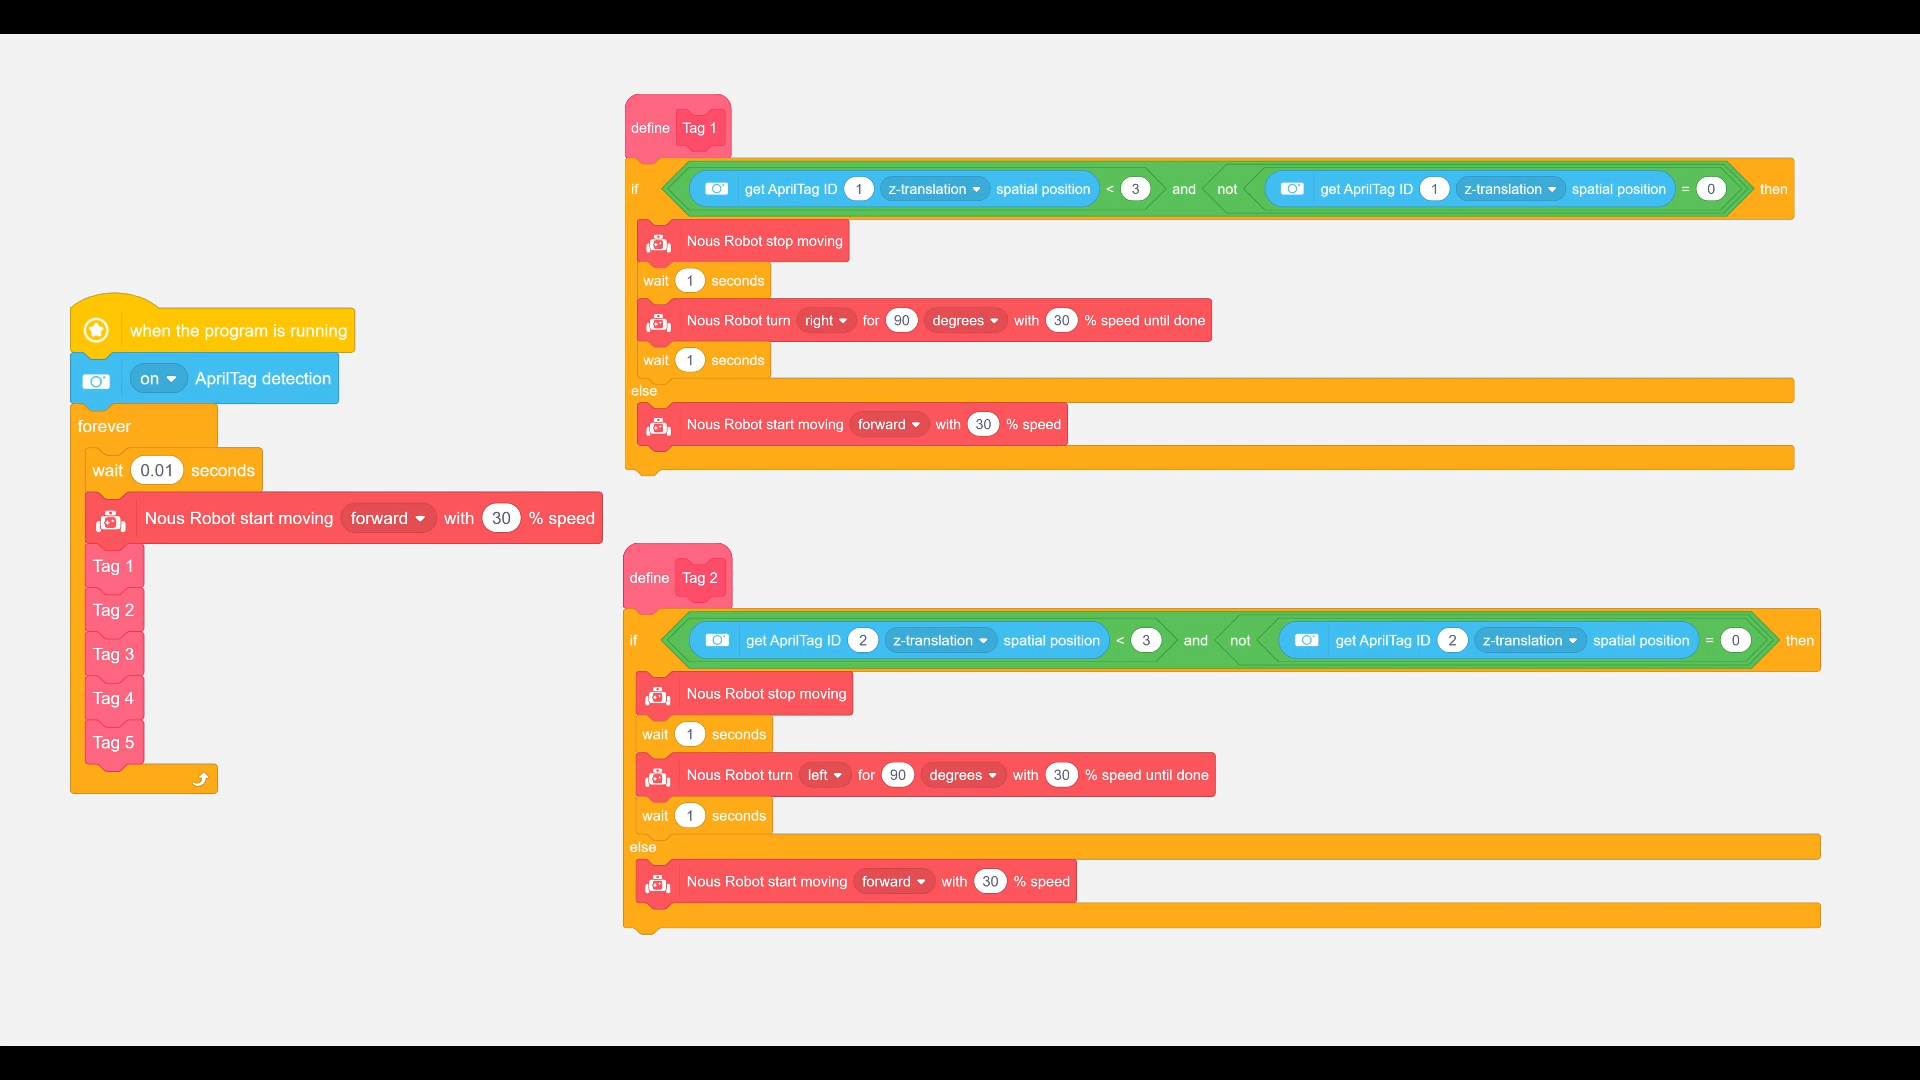 when the program is running
on AprilTag detection
forever
wait 0.01 seconds
Nous Robot start moving forward with 30 % speed
Tag 1
Tag 2
Tag 3
Tag 4
Tag 5
define Tag 1
if get AprilTag ID 1 z-translation spatial position < 3 and not get AprilTag ID 1 z-translation spatial position = 0 then
Nous Robot stop moving
wait 1 seconds
Nous Robot turn right for 90 degrees with 30 % speed until done
wait 1 seconds
else
Nous Robot start moving forward with 30 % speed
define Tag 2
if get AprilTag ID 2 z-translation spatial position < 3 and not get AprilTag ID 2 z-translation spatial position = 0 then
Nous Robot stop moving
wait 1 seconds
Nous Robot turn left for 90 degrees with 30 % speed until done
wait 1 seconds
else
Nous Robot start moving forward with 30 % speed